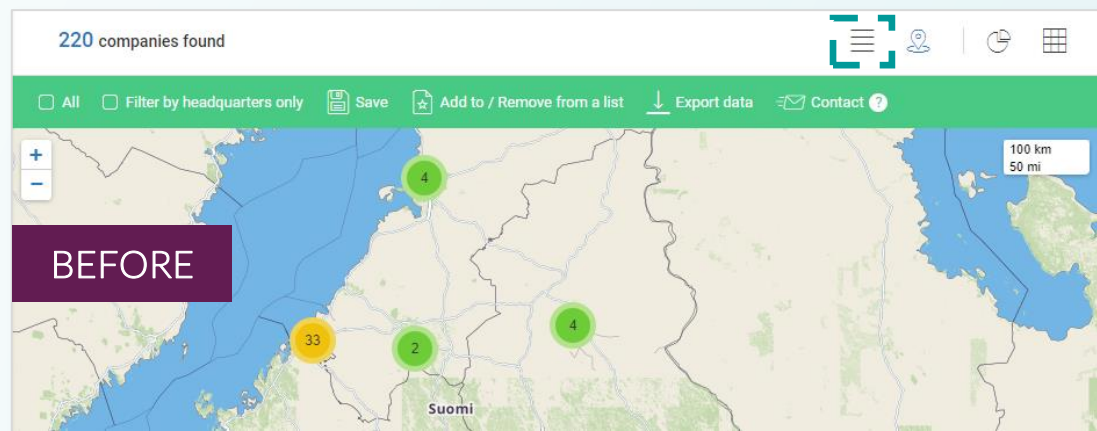 220 companies found
All Filter by headquarters only Save Add to / Remove from a list Export data Contact ?
+
−
100 km
50 mi
4
BEFORE
4
33
2
Suomi